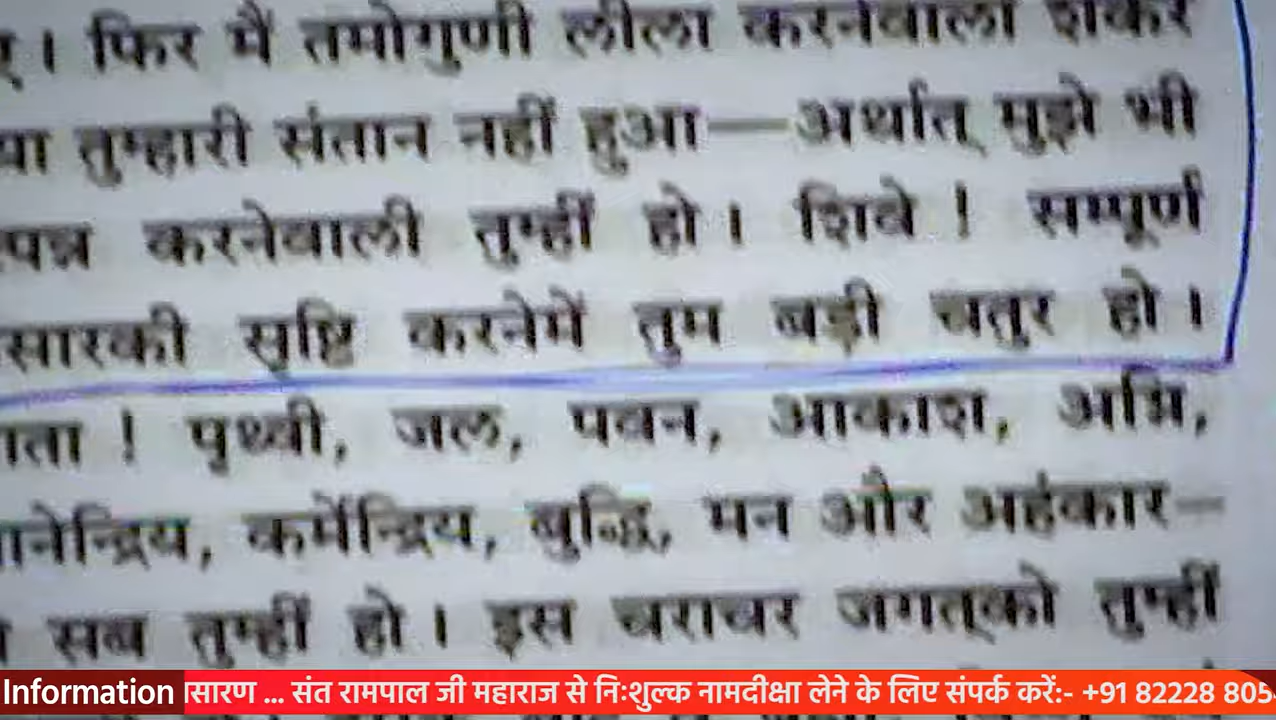 । फिर मैं तमोगुणी लीला करनेवाला शंकर
तुम्हारी संतान नहीं हुआ—अर्थात् मुझे भी
पन्न करनेवाली तुम्हीं हो। शिवे ! सम्पूर्ण
सारकी सृष्टि करनेमें तुम बड़ी चतुर हो।
! पृथ्वी, जल, पवन, आकाश, अग्नि,
ानेन्द्रिय, कर्मेन्द्रिय, बुद्धि, मन और अहंकार—
सब तुम्हीं हो। इस चराचर जगत्‌को तुम्हीं
Information सारण ... संत रामपाल जी महाराज से निःशुल्क नामदीक्षा लेने के लिए संपर्क करें:- +91 82228 805